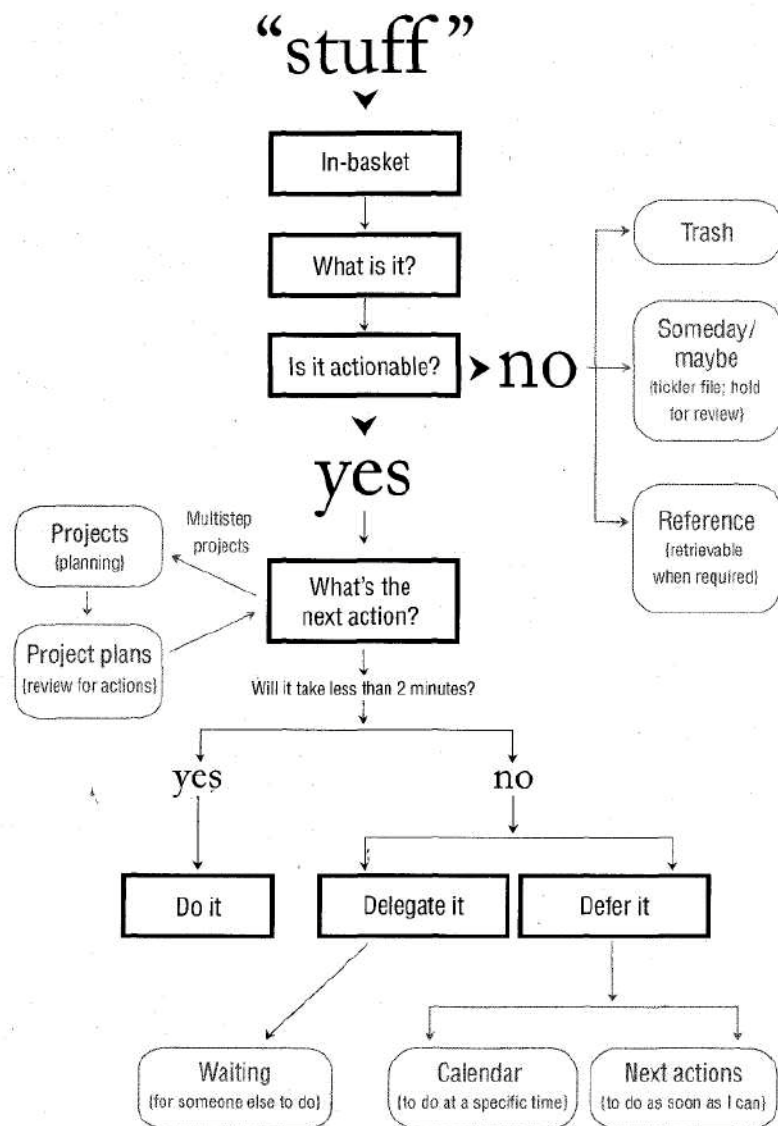 “stuff”
In-basket
What is it?
Is it actionable?
no
Trash
Someday/
maybe
{tickler file; hold
for review}
Reference
{retrievable
when required}
yes
Multistep
projects
Projects
{planning}
Project plans
{review for actions}
What's the
next action?
Will it take less than 2 minutes?
yes
no
Do it
Delegate it
Defer it
Waiting
{for someone else to do}
Calendar
{to do at a specific time}
Next actions
{to do as soon as I can}